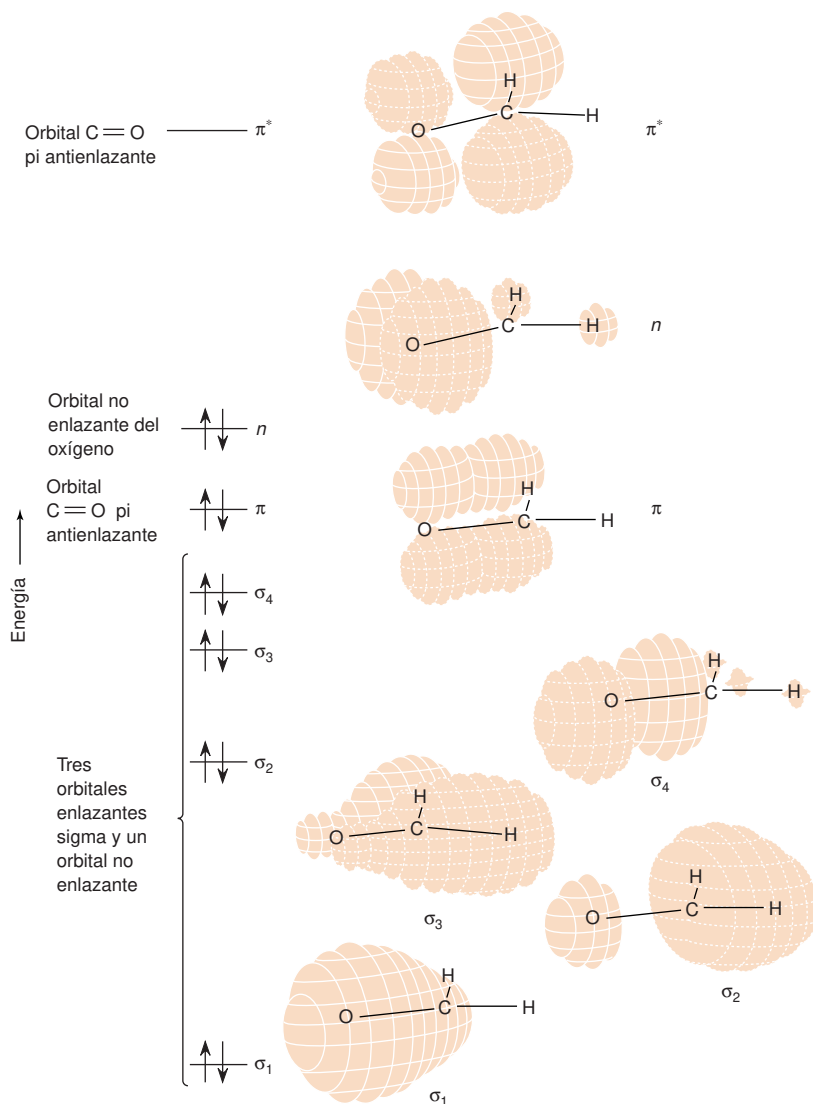 H
Orbital C=O
pi antienlazante
π*
O
C
H
π*
H
O
C
H
n
Orbital no
enlazante del
oxígeno
n
Orbital
C=O pi
antienlazante
π
H
O
C
H
π
Energía
σ4
σ3
H
O
C
H
σ4
σ2
Tres
orbitales
enlazantes
sigma y un
orbital no
enlazante
H
O
C
H
σ3
H
O
C
H
σ2
H
O
C
H
σ1
σ1